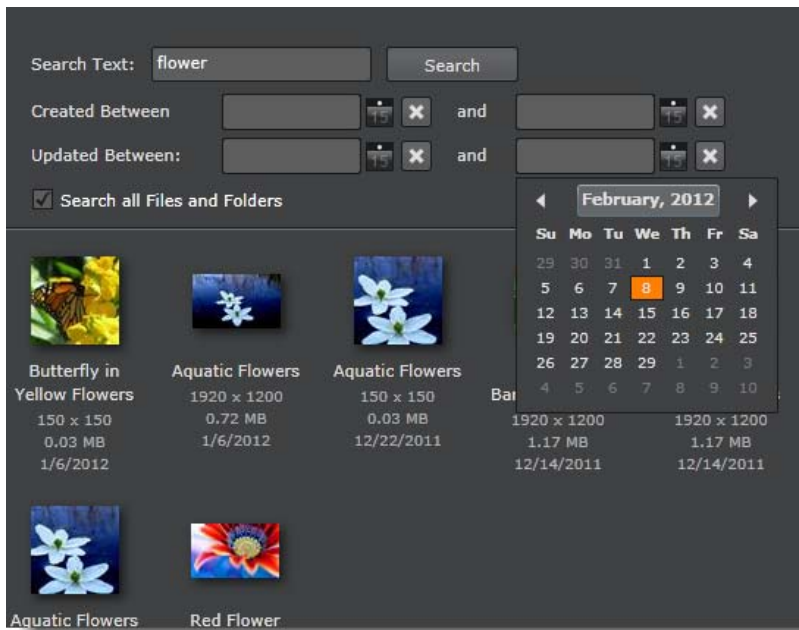 Search Text: flower Search
Created Between 15 and 15
Updated Between: 15 and 15
Search all Files and Folders
February, 2012
Su Mo Tu We Th Fr Sa
29 30 31 1 2 3 4
5 6 7 8 9 10 11
12 13 14 15 16 17 18
19 20 21 22 23 24 25
26 27 28 29 1 2 3
4 5 6 7 8 9 10
Butterfly in
Yellow Flowers
150 x 150
0.03 MB
1/6/2012
Aquatic Flowers
1920 x 1200
0.72 MB
1/6/2012
Aquatic Flowers
150 x 150
0.03 MB
12/22/2011
1920 x 1200
1.17 MB
12/14/2011
1920 x 1200
1.17 MB
12/14/2011
Aquatic Flowers
Red Flower